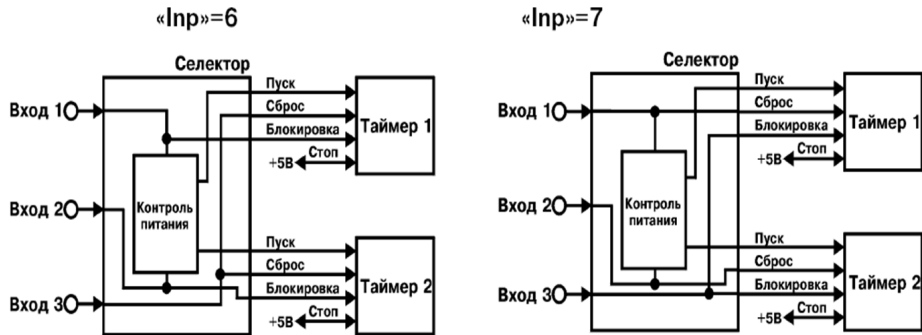 «Inp»=6
Селектор
Вход 1
Вход 2
Вход 3
Контроль
питания
Пуск
Сброс
Блокировка
Стоп
+5В
Таймер 1
Пуск
Сброс
Блокировка
Стоп
+5В
Таймер 2
«Inp»=7
Селектор
Вход 1
Вход 2
Вход 3
Контроль
питания
Пуск
Сброс
Блокировка
Стоп
+5В
Таймер 1
Пуск
Сброс
Блокировка
Стоп
+5В
Таймер 2